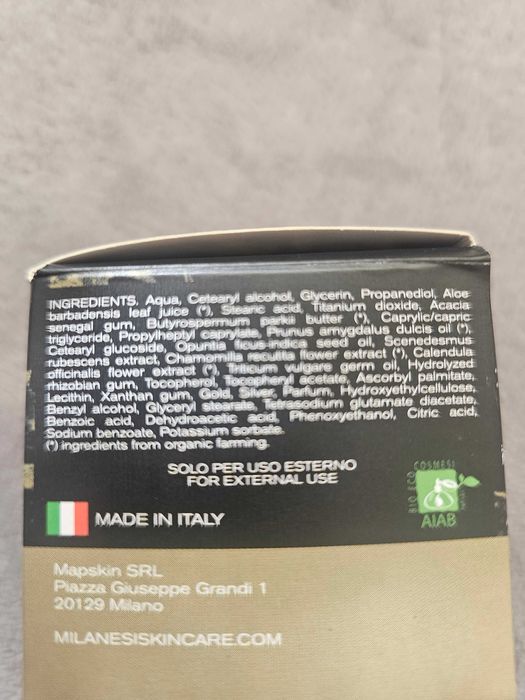 INGREDIENTS, Aqua, Cetearyl alcohol, Glycerin, Propanediol, Aloe
barbadensis leaf juice (*), Stearic acid, Titanium dioxide, Acacia
senegal gum, Butyrospermum parkii butter (*), Caprylic/capric
triglyceride, Propylheptyl caprylate, Prunus amygdalus dulcis oil (*),
Cetearyl glucoside, Opuntia ficus-indica seed oil, Scenedesmus
rubescens extract, Chamomilla recutita flower extract (*), Calendula
officinalis flower extract (*), Triticum vulgare germ oil, Hydrolyzed
rhizobian gum, Tocopherol, Tocopheryl acetate, Ascorbyl palmitate,
Lecithin, Xanthan gum, Gold, Silver, Parfum, Hydroxyethylcellulose,
Benzyl alcohol, Glyceryl stearate, Tetrasodium glutamate diacetate,
Benzoic acid, Dehydroacetic acid, Phenoxyethanol, Citric acid,
Sodium benzoate, Potassium sorbate.
(*) ingredients from organic farming.
SOLO PER USO ESTERNO
FOR EXTERNAL USE
BIO ECO COSMESI
AIAB
MADE IN ITALY
Mapskin SRL
Piazza Giuseppe Grandi 1
20129 Milano
MILANESISKINCARE.COM